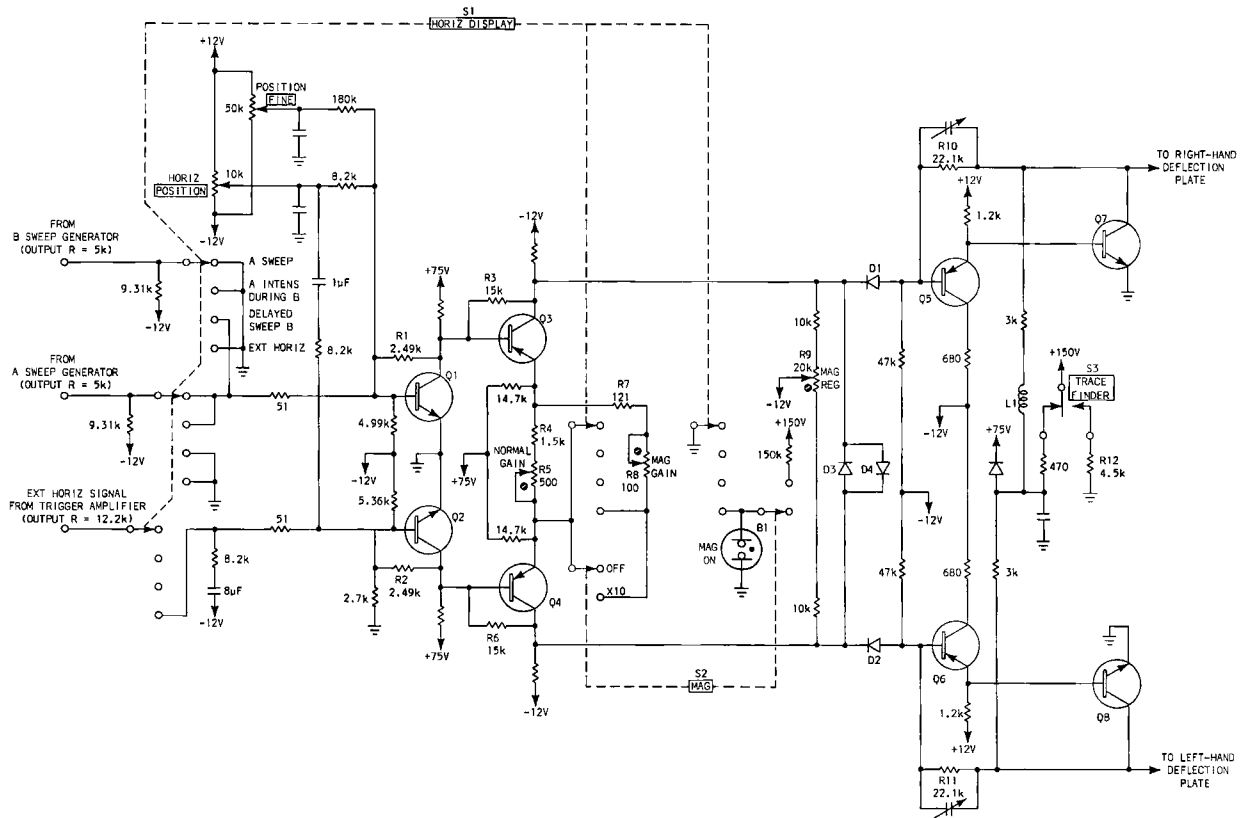 S1
HORIZ DISPLAY
+12V
POSITION
FINE
50k
180k
HORIZ
POSITION
10k
8.2k
-12V
FROM
B SWEEP GENERATOR
(OUTPUT R = 5k)
9.31k
-12V
A SWEEP
A INTENS
DURING B
DELAYED
SWEEP B
EXT HORIZ
1µF
8.2k
FROM
A SWEEP GENERATOR
(OUTPUT R = 5k)
9.31k
-12V
51
EXT HORIZ SIGNAL
FROM TRIGGER AMPLIFIER
(OUTPUT R = 12.2k)
51
8.2k
8µF
-12V
R1
2.49k
+75V
Q1
4.99k
-12V
5.36k
Q2
R2
2.49k
2.7k
+75V
-12V
R3
15k
Q3
14.7k
R4
1.5k
NORMAL
GAIN
R5
500
+75V
14.7k
Q4
R6
15k
-12V
R7
121
R8
100
MAG
GAIN
OFF
X10
S2
MAG
MAG
ON
B1
150k
+150V
10k
R9
20k
MAG
REG
-12V
10k
D1
D3
D4
D2
47k
-12V
47k
R10
22.1k
+12V
1.2k
Q5
680
-12V
680
Q6
1.2k
+12V
R11
22.1k
Q7
3k
L1
+75V
3k
+150V
S3
TRACE
FINDER
470
R12
4.5k
Q8
TO RIGHT-HAND
DEFLECTION
PLATE
TO LEFT-HAND
DEFLECTION
PLATE